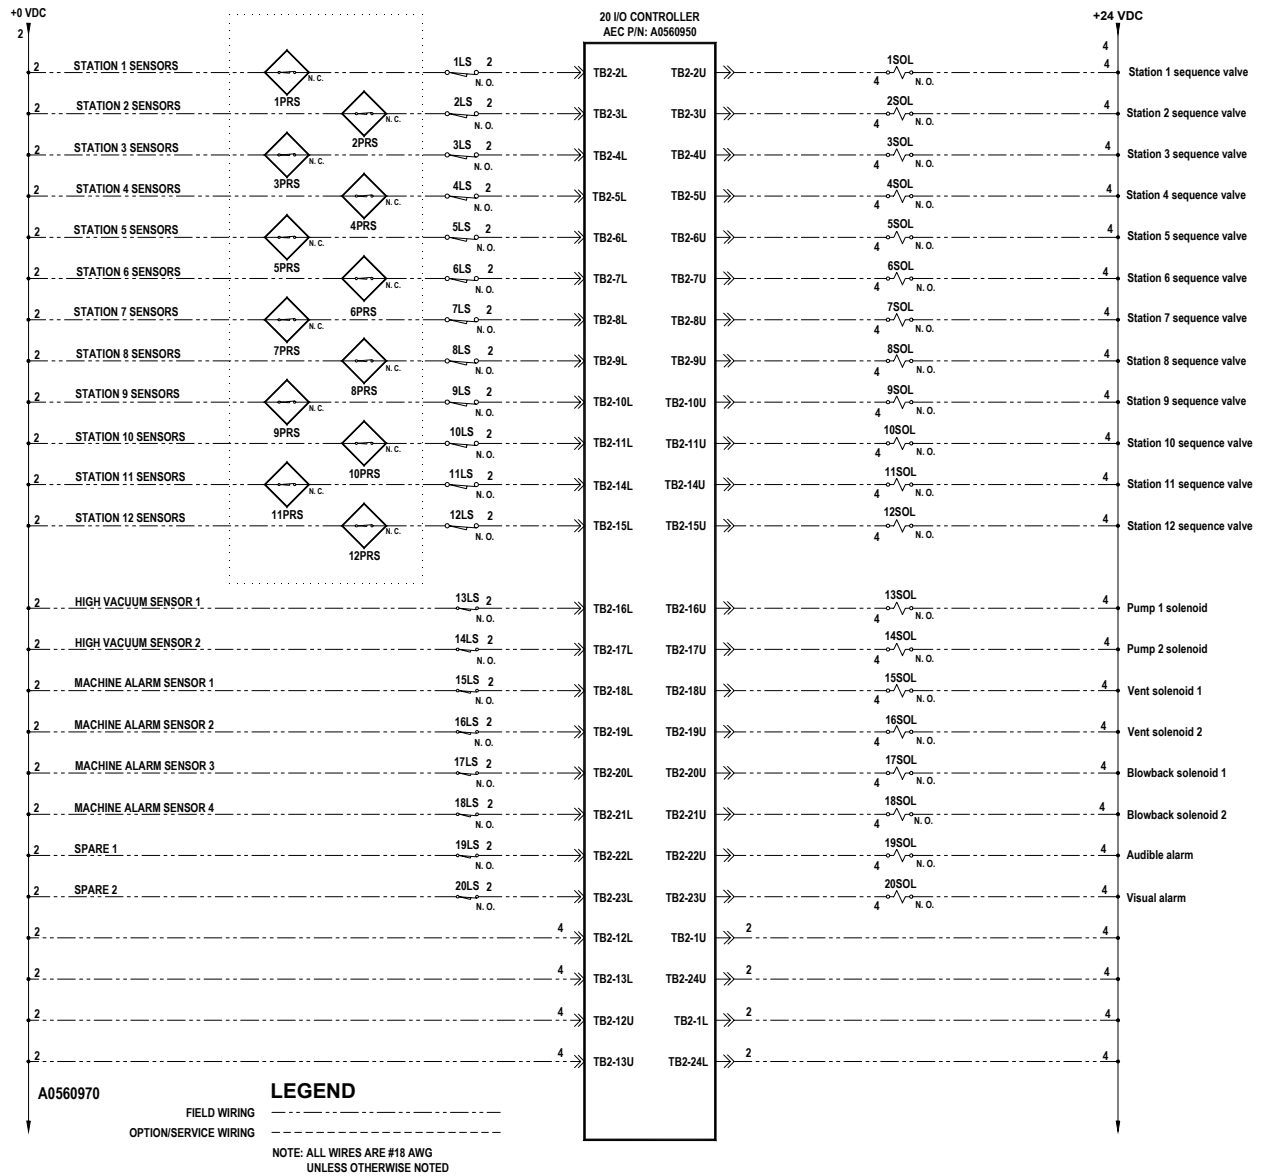 +0 VDC
20 I/O CONTROLLER
AEC P/N: A0560950
+24 VDC
2
4
2 STATION 1 SENSORS 1PRS N. C. 1LS 2 N. O. TB2-2L TB2-2U 1SOL 4 N. O. 4 Station 1 sequence valve
2 STATION 2 SENSORS 2PRS N. C. 2LS 2 N. O. TB2-3L TB2-3U 2SOL 4 N. O. 4 Station 2 sequence valve
2 STATION 3 SENSORS 3PRS N. C. 3LS 2 N. O. TB2-4L TB2-4U 3SOL 4 N. O. 4 Station 3 sequence valve
2 STATION 4 SENSORS 4PRS N. C. 4LS 2 N. O. TB2-5L TB2-5U 4SOL 4 N. O. 4 Station 4 sequence valve
2 STATION 5 SENSORS 5PRS N. C. 5LS 2 N. O. TB2-6L TB2-6U 5SOL 4 N. O. 4 Station 5 sequence valve
2 STATION 6 SENSORS 6PRS N. C. 6LS 2 N. O. TB2-7L TB2-7U 6SOL 4 N. O. 4 Station 6 sequence valve
2 STATION 7 SENSORS 7PRS N. C. 7LS 2 N. O. TB2-8L TB2-8U 7SOL 4 N. O. 4 Station 7 sequence valve
2 STATION 8 SENSORS 8PRS N. C. 8LS 2 N. O. TB2-9L TB2-9U 8SOL 4 N. O. 4 Station 8 sequence valve
2 STATION 9 SENSORS 9PRS N. C. 9LS 2 N. O. TB2-10L TB2-10U 9SOL 4 N. O. 4 Station 9 sequence valve
2 STATION 10 SENSORS 10PRS N. C. 10LS 2 N. O. TB2-11L TB2-11U 10SOL 4 N. O. 4 Station 10 sequence valve
2 STATION 11 SENSORS 11PRS N. C. 11LS 2 N. O. TB2-14L TB2-14U 11SOL 4 N. O. 4 Station 11 sequence valve
2 STATION 12 SENSORS 12PRS N. C. 12LS 2 N. O. TB2-15L TB2-15U 12SOL 4 N. O. 4 Station 12 sequence valve
2 HIGH VACUUM SENSOR 1 13LS 2 N. O. TB2-16L TB2-16U 13SOL 4 N. O. 4 Pump 1 solenoid
2 HIGH VACUUM SENSOR 2 14LS 2 N. O. TB2-17L TB2-17U 14SOL 4 N. O. 4 Pump 2 solenoid
2 MACHINE ALARM SENSOR 1 15LS 2 N. O. TB2-18L TB2-18U 15SOL 4 N. O. 4 Vent solenoid 1
2 MACHINE ALARM SENSOR 2 16LS 2 N. O. TB2-19L TB2-19U 16SOL 4 N. O. 4 Vent solenoid 2
2 MACHINE ALARM SENSOR 3 17LS 2 N. O. TB2-20L TB2-20U 17SOL 4 N. O. 4 Blowback solenoid 1
2 MACHINE ALARM SENSOR 4 18LS 2 N. O. TB2-21L TB2-21U 18SOL 4 N. O. 4 Blowback solenoid 2
2 SPARE 1 19LS 2 N. O. TB2-22L TB2-22U 19SOL 4 N. O. 4 Audible alarm
2 SPARE 2 20LS 2 N. O. TB2-23L TB2-23U 20SOL 4 N. O. 4 Visual alarm
2 4 TB2-12L TB2-1U 2 4
2 4 TB2-13L TB2-24U 2 4
2 4 TB2-12U TB2-1L 2 4
2 4 TB2-13U TB2-24L 2 4
A0560970
LEGEND
FIELD WIRING
OPTION/SERVICE WIRING
NOTE: ALL WIRES ARE #18 AWG
UNLESS OTHERWISE NOTED